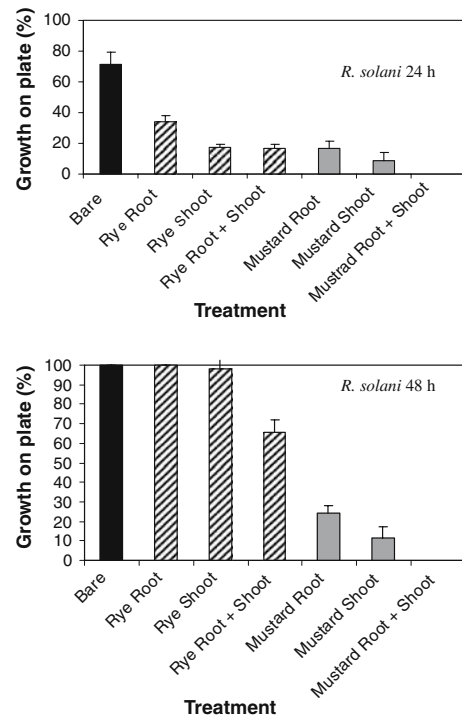 Growth on plate (%)
100
80
60
40
20
0
R. solani 24 h
Bare
Rye Root
Rye Shoot
Rye Root + Shoot
Mustard Root
Mustard Shoot
Mustrad Root + Shoot
Treatment
Growth on plate (%)
100
90
80
70
60
50
40
30
20
10
0
R. solani 48 h
Bare
Rye Root
Rye Shoot
Rye Root + Shoot
Mustard Root
Mustard Shoot
Mustard Root + Shoot
Treatment